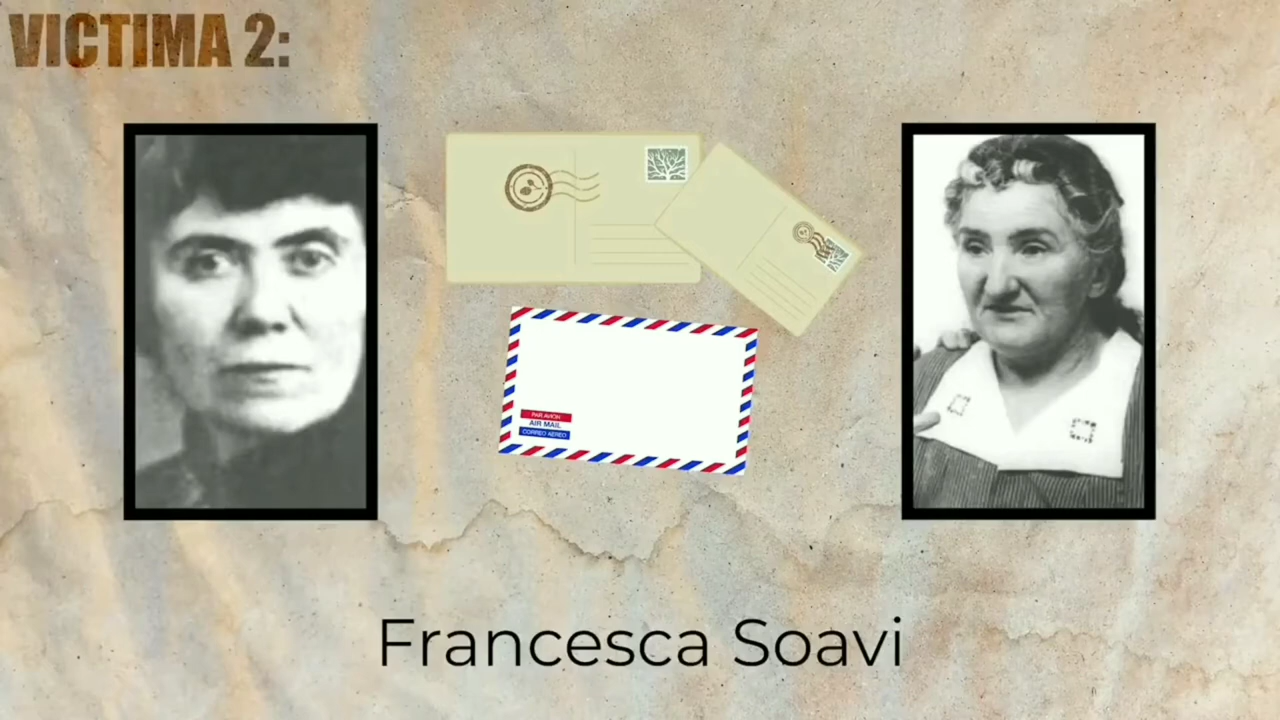 VICTIMA 2:
PAR AVION
AIR MAIL
CORREO AEREO
Francesca Soavi